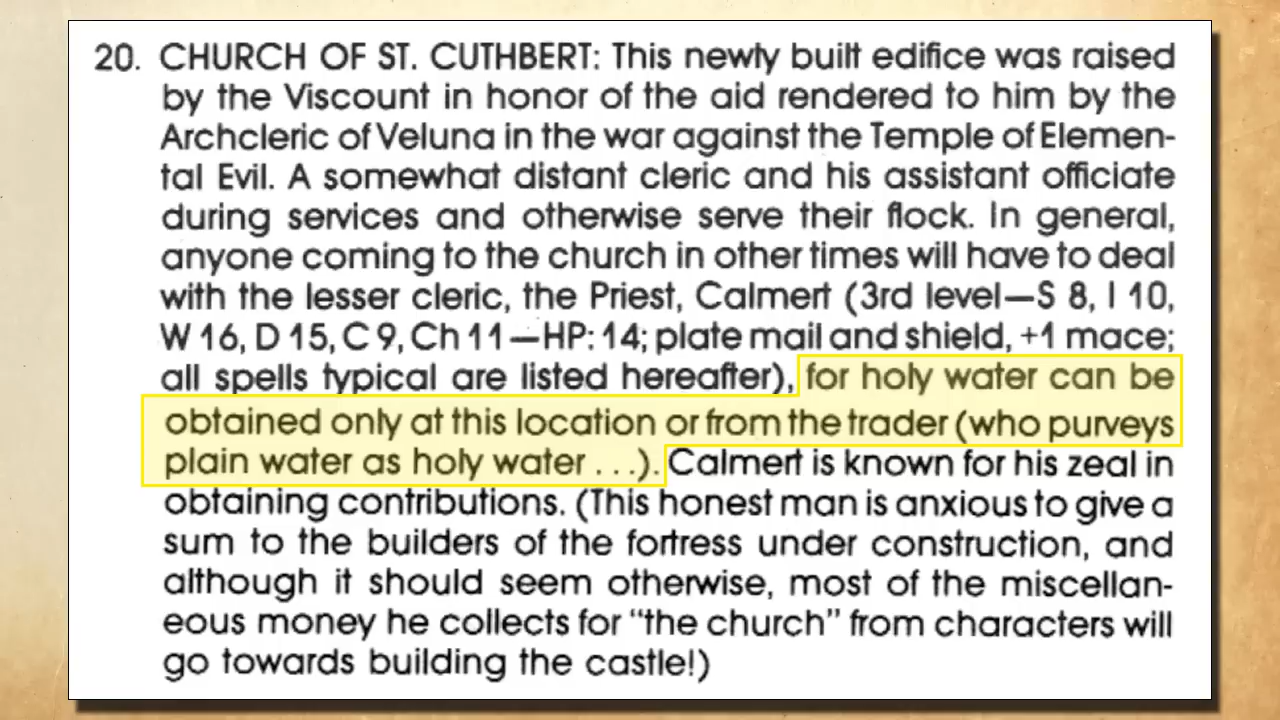 20. CHURCH OF ST. CUTHBERT: This newly built edifice was raised
by the Viscount in honor of the aid rendered to him by the
Archcleric of Veluna in the war against the Temple of Elemen-
tal Evil. A somewhat distant cleric and his assistant officiate
during services and otherwise serve their flock. In general,
anyone coming to the church in other times will have to deal
with the lesser cleric, the Priest, Calmert (3rd level—S 8, I 10,
W 16, D 15, C 9, Ch 11—HP: 14; plate mail and shield, +1 mace;
all spells typical are listed hereafter), for holy water can be
obtained only at this location or from the trader (who purveys
plain water as holy water . . .). Calmert is known for his zeal in
obtaining contributions. (This honest man is anxious to give a
sum to the builders of the fortress under construction, and
although it should seem otherwise, most of the miscellan-
eous money he collects for “the church” from characters will
go towards building the castle!)